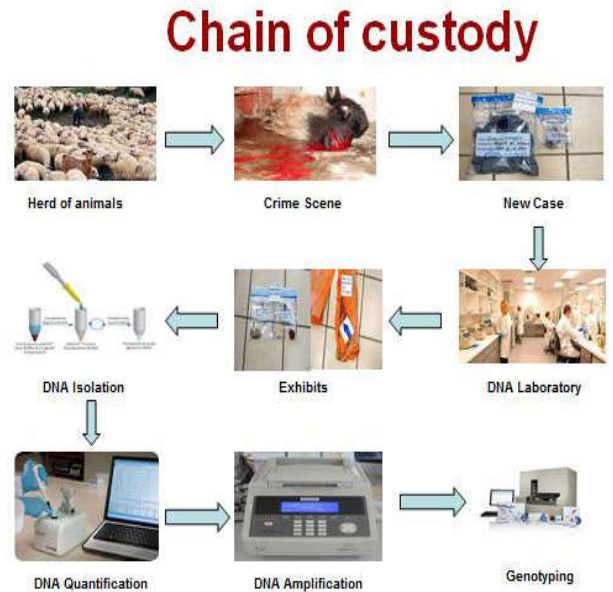 Chain of custody
Herd of animals
Crime Scene
New Case
DNA Isolation
Exhibits
DNA Laboratory
DNA Quantification
DNA Amplification
Genotyping